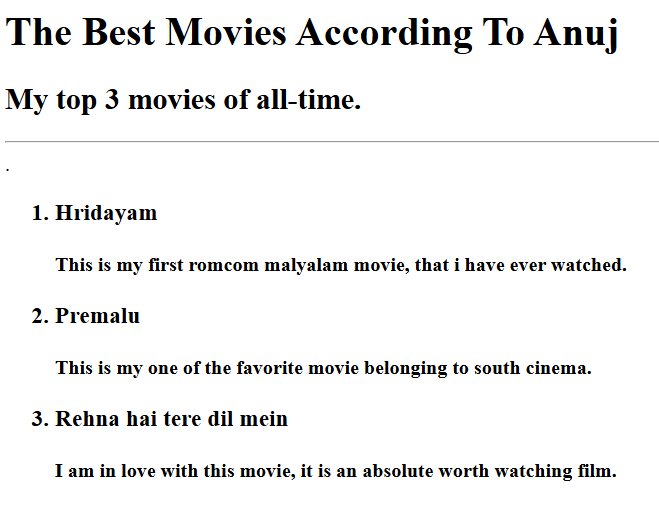 The Best Movies According To Anuj
My top 3 movies of all-time.
.
1. Hridayam
This is my first romcom malyalam movie, that i have ever watched.
2. Premalu
This is my one of the favorite movie belonging to south cinema.
3. Rehna hai tere dil mein
I am in love with this movie, it is an absolute worth watching film.